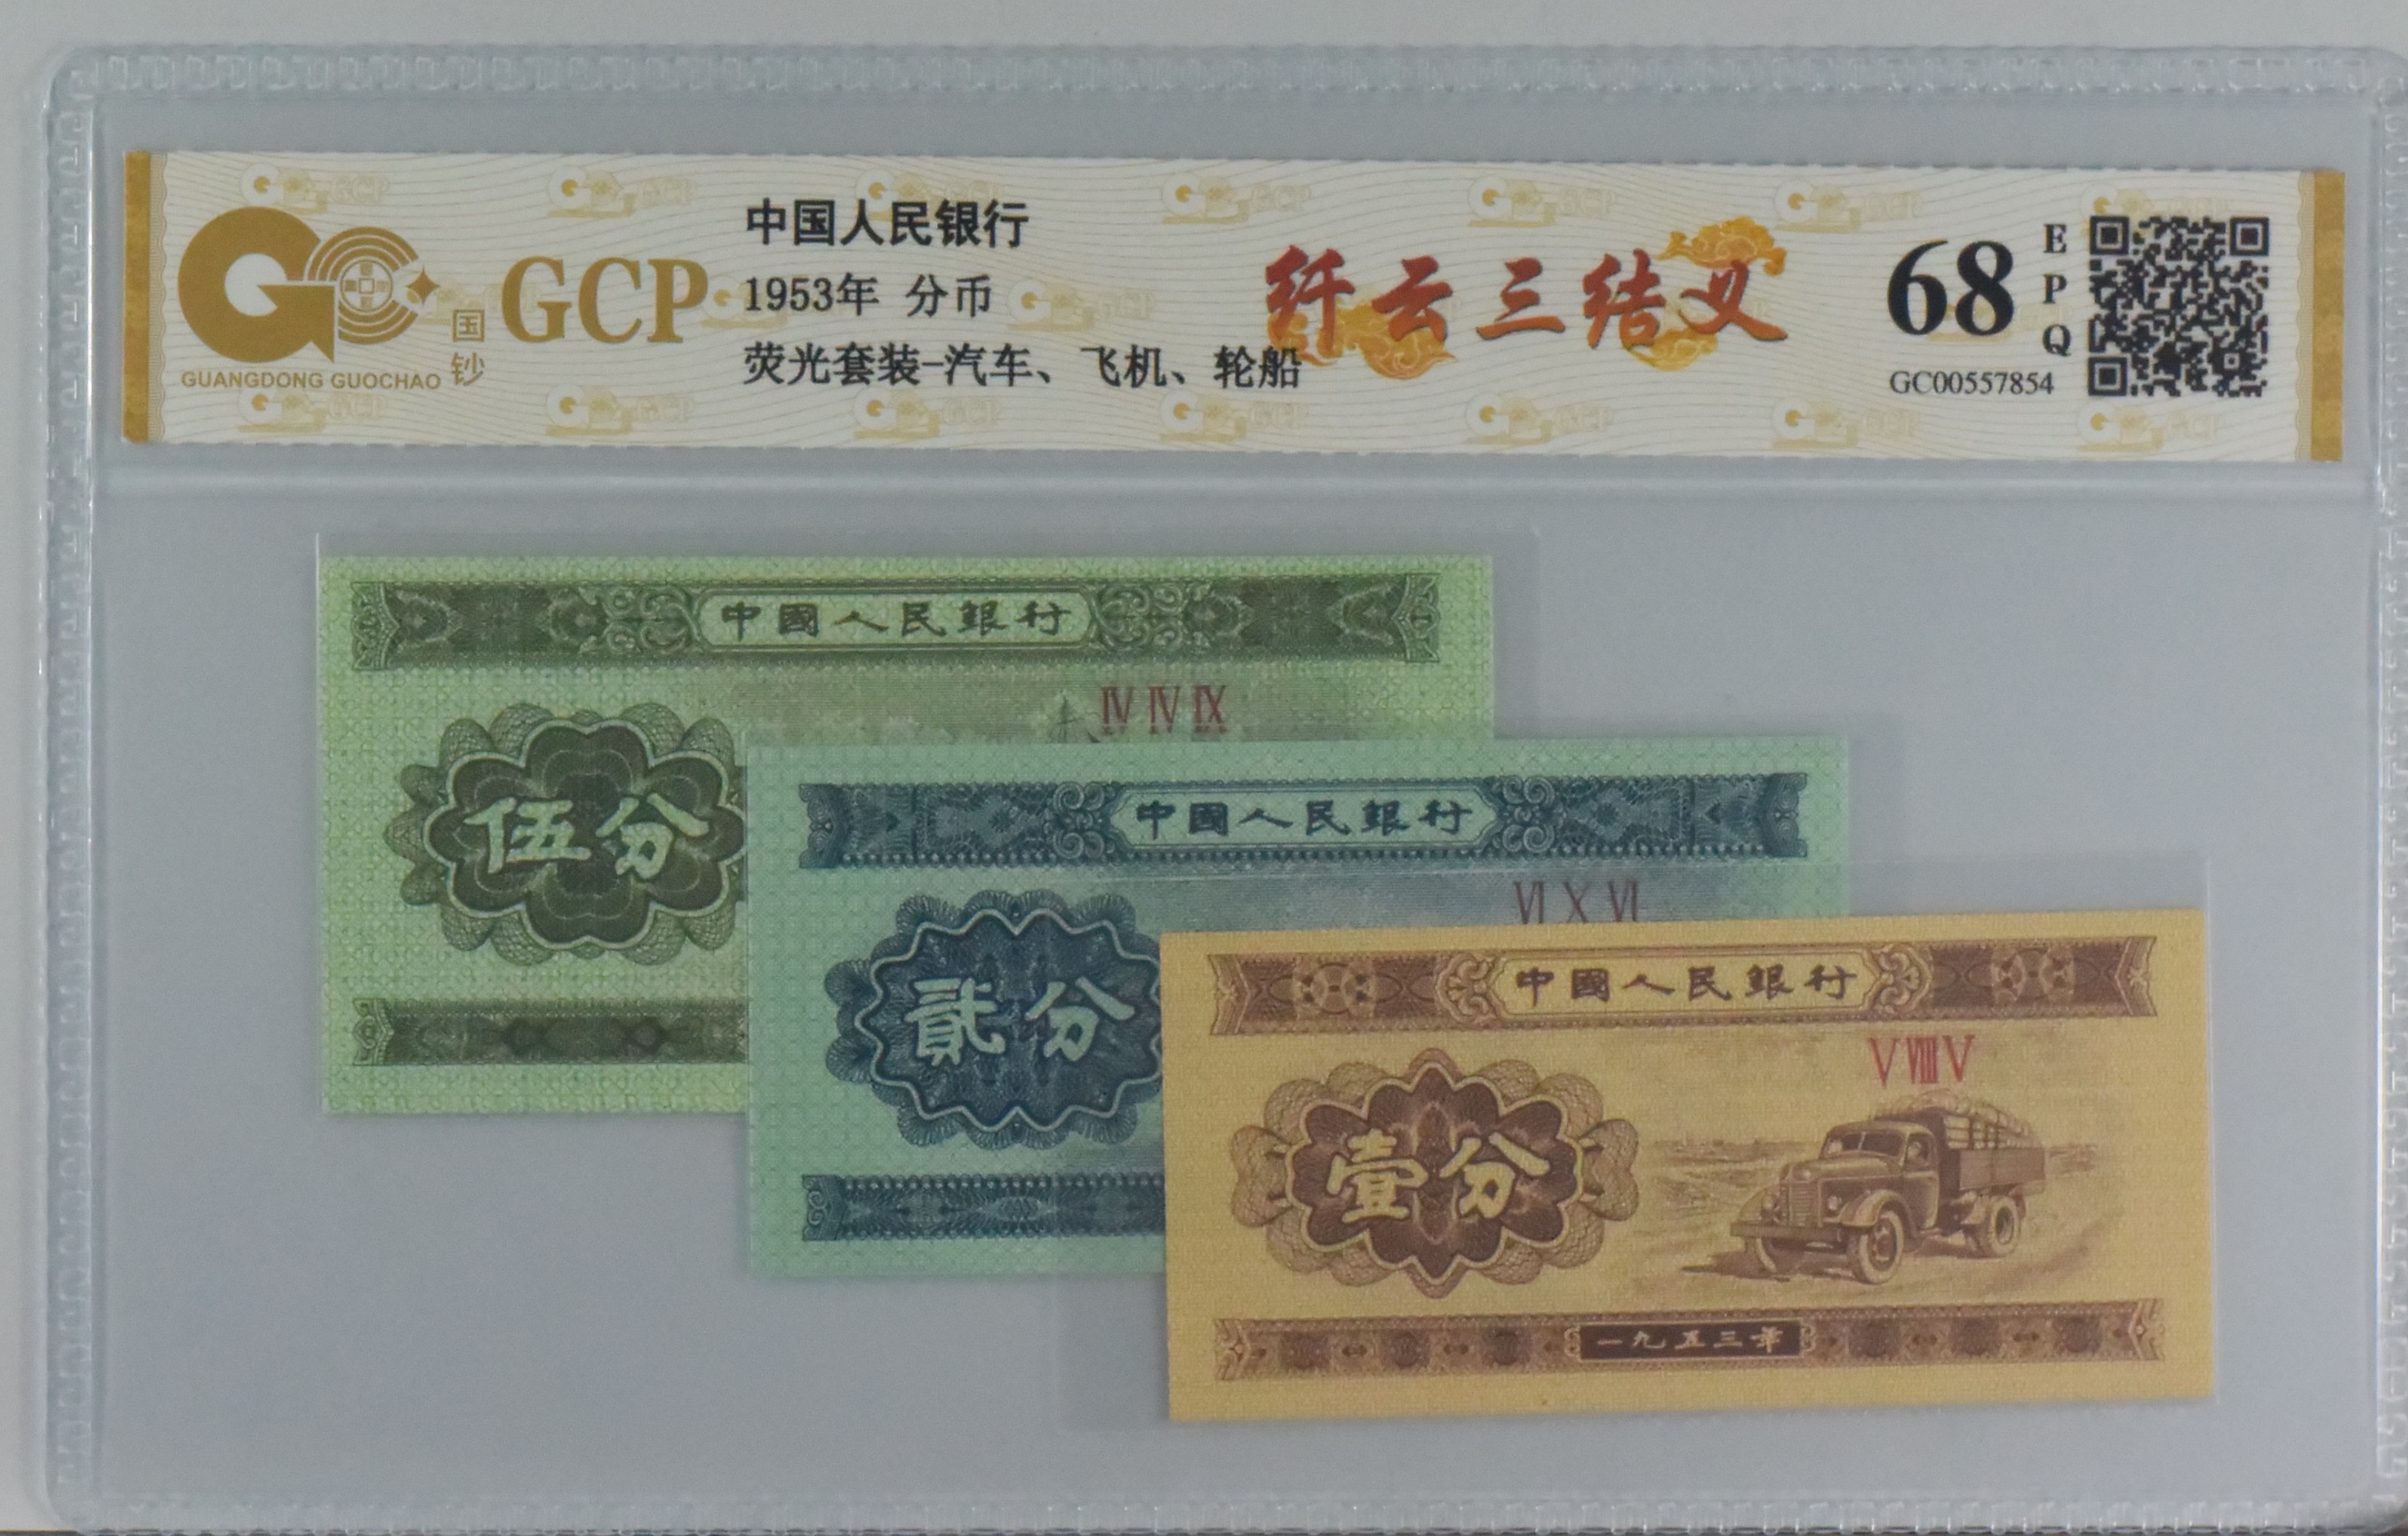 中国人民银行
1953年 分币
荧光套装-汽车、飞机、轮船
GCP
国钞
GUANGDONG GUOCHAO
纤云三结义
68
EPQ
GC00557854
中國人民銀行
IV IV IX
伍分
中國人民銀行
VI X VI
貳分
中國人民銀行
V VIII V
壹分
一九五三年